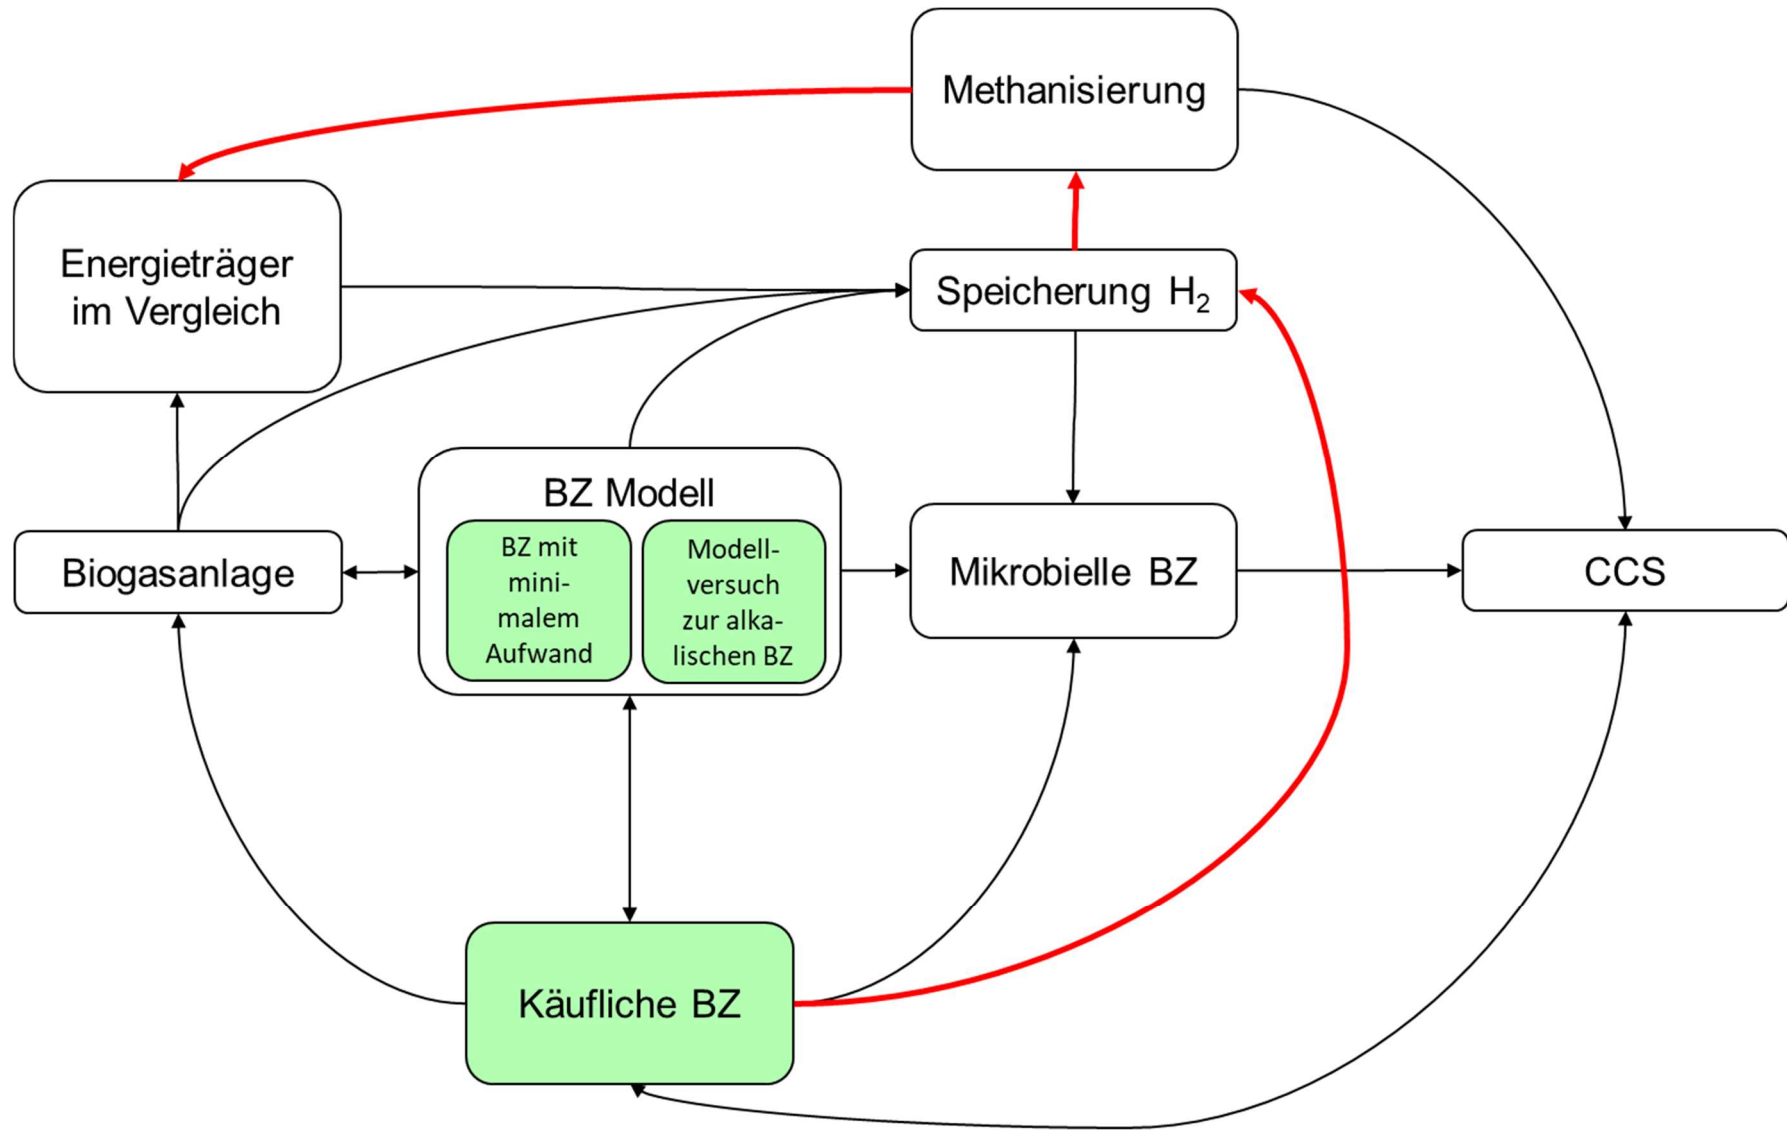 Methanisierung
Energieträger
im Vergleich
Speicherung H₂
BZ Modell
BZ mit
mini-
malem
Aufwand
Modell-
versuch
zur alka-
lischen BZ
Biogasanlage
Mikrobielle BZ
CCS
Käufliche BZ